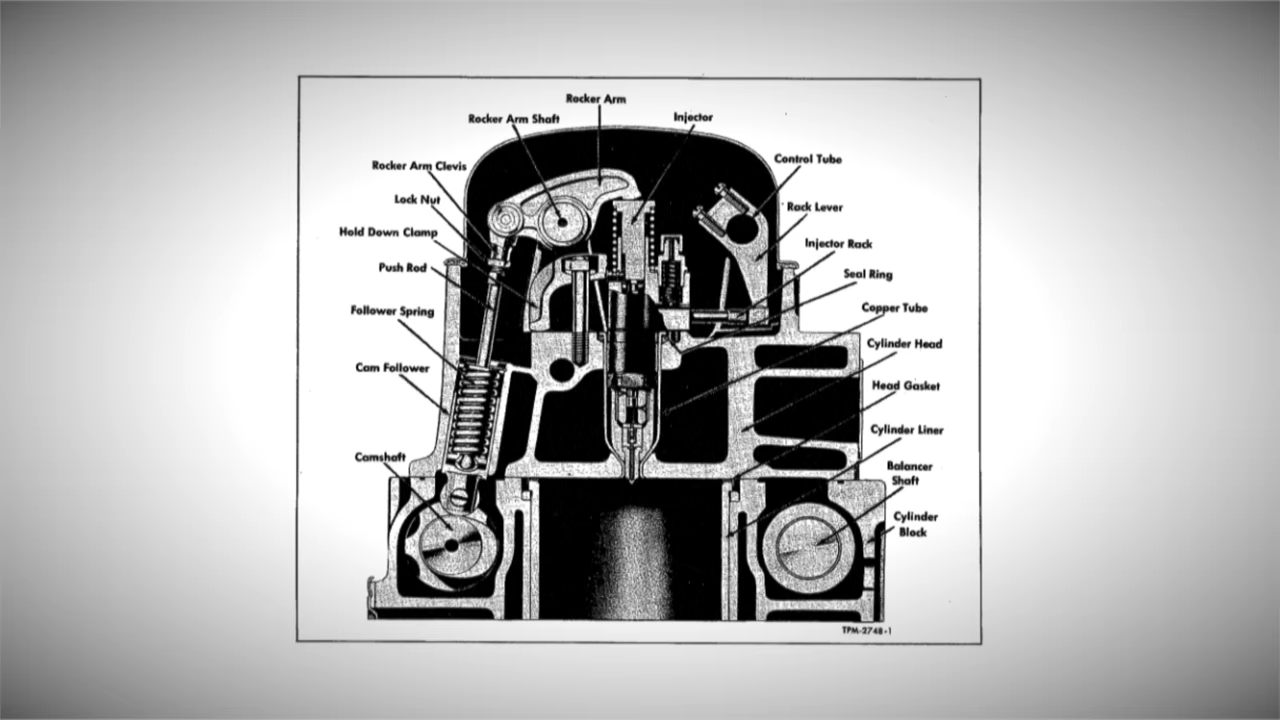 Rocker Arm
Rocker Arm Shaft
Injector
Rocker Arm Clevis
Control Tube
Lock Nut
Rack Lever
Hold Down Clamp
Injector Rack
Push Rod
Seal Ring
Follower Spring
Copper Tube
Cylinder Head
Cam Follower
Head Gasket
Cylinder Liner
Camshaft
Balancer
Shaft
Cylinder
Block
TPM-2748-1